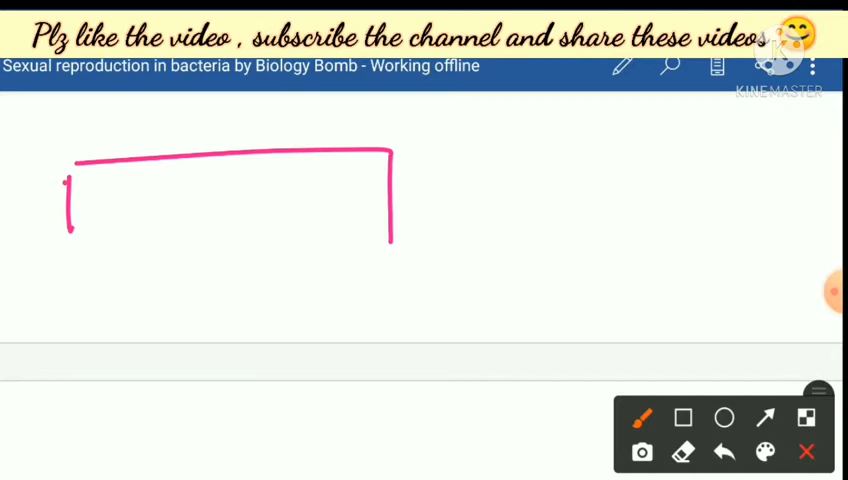 Plz like the video , subscribe the channel and share these videos 😊
Sexual reproduction in bacteria by Biology Bomb - Working offline
K
KINEMASTER